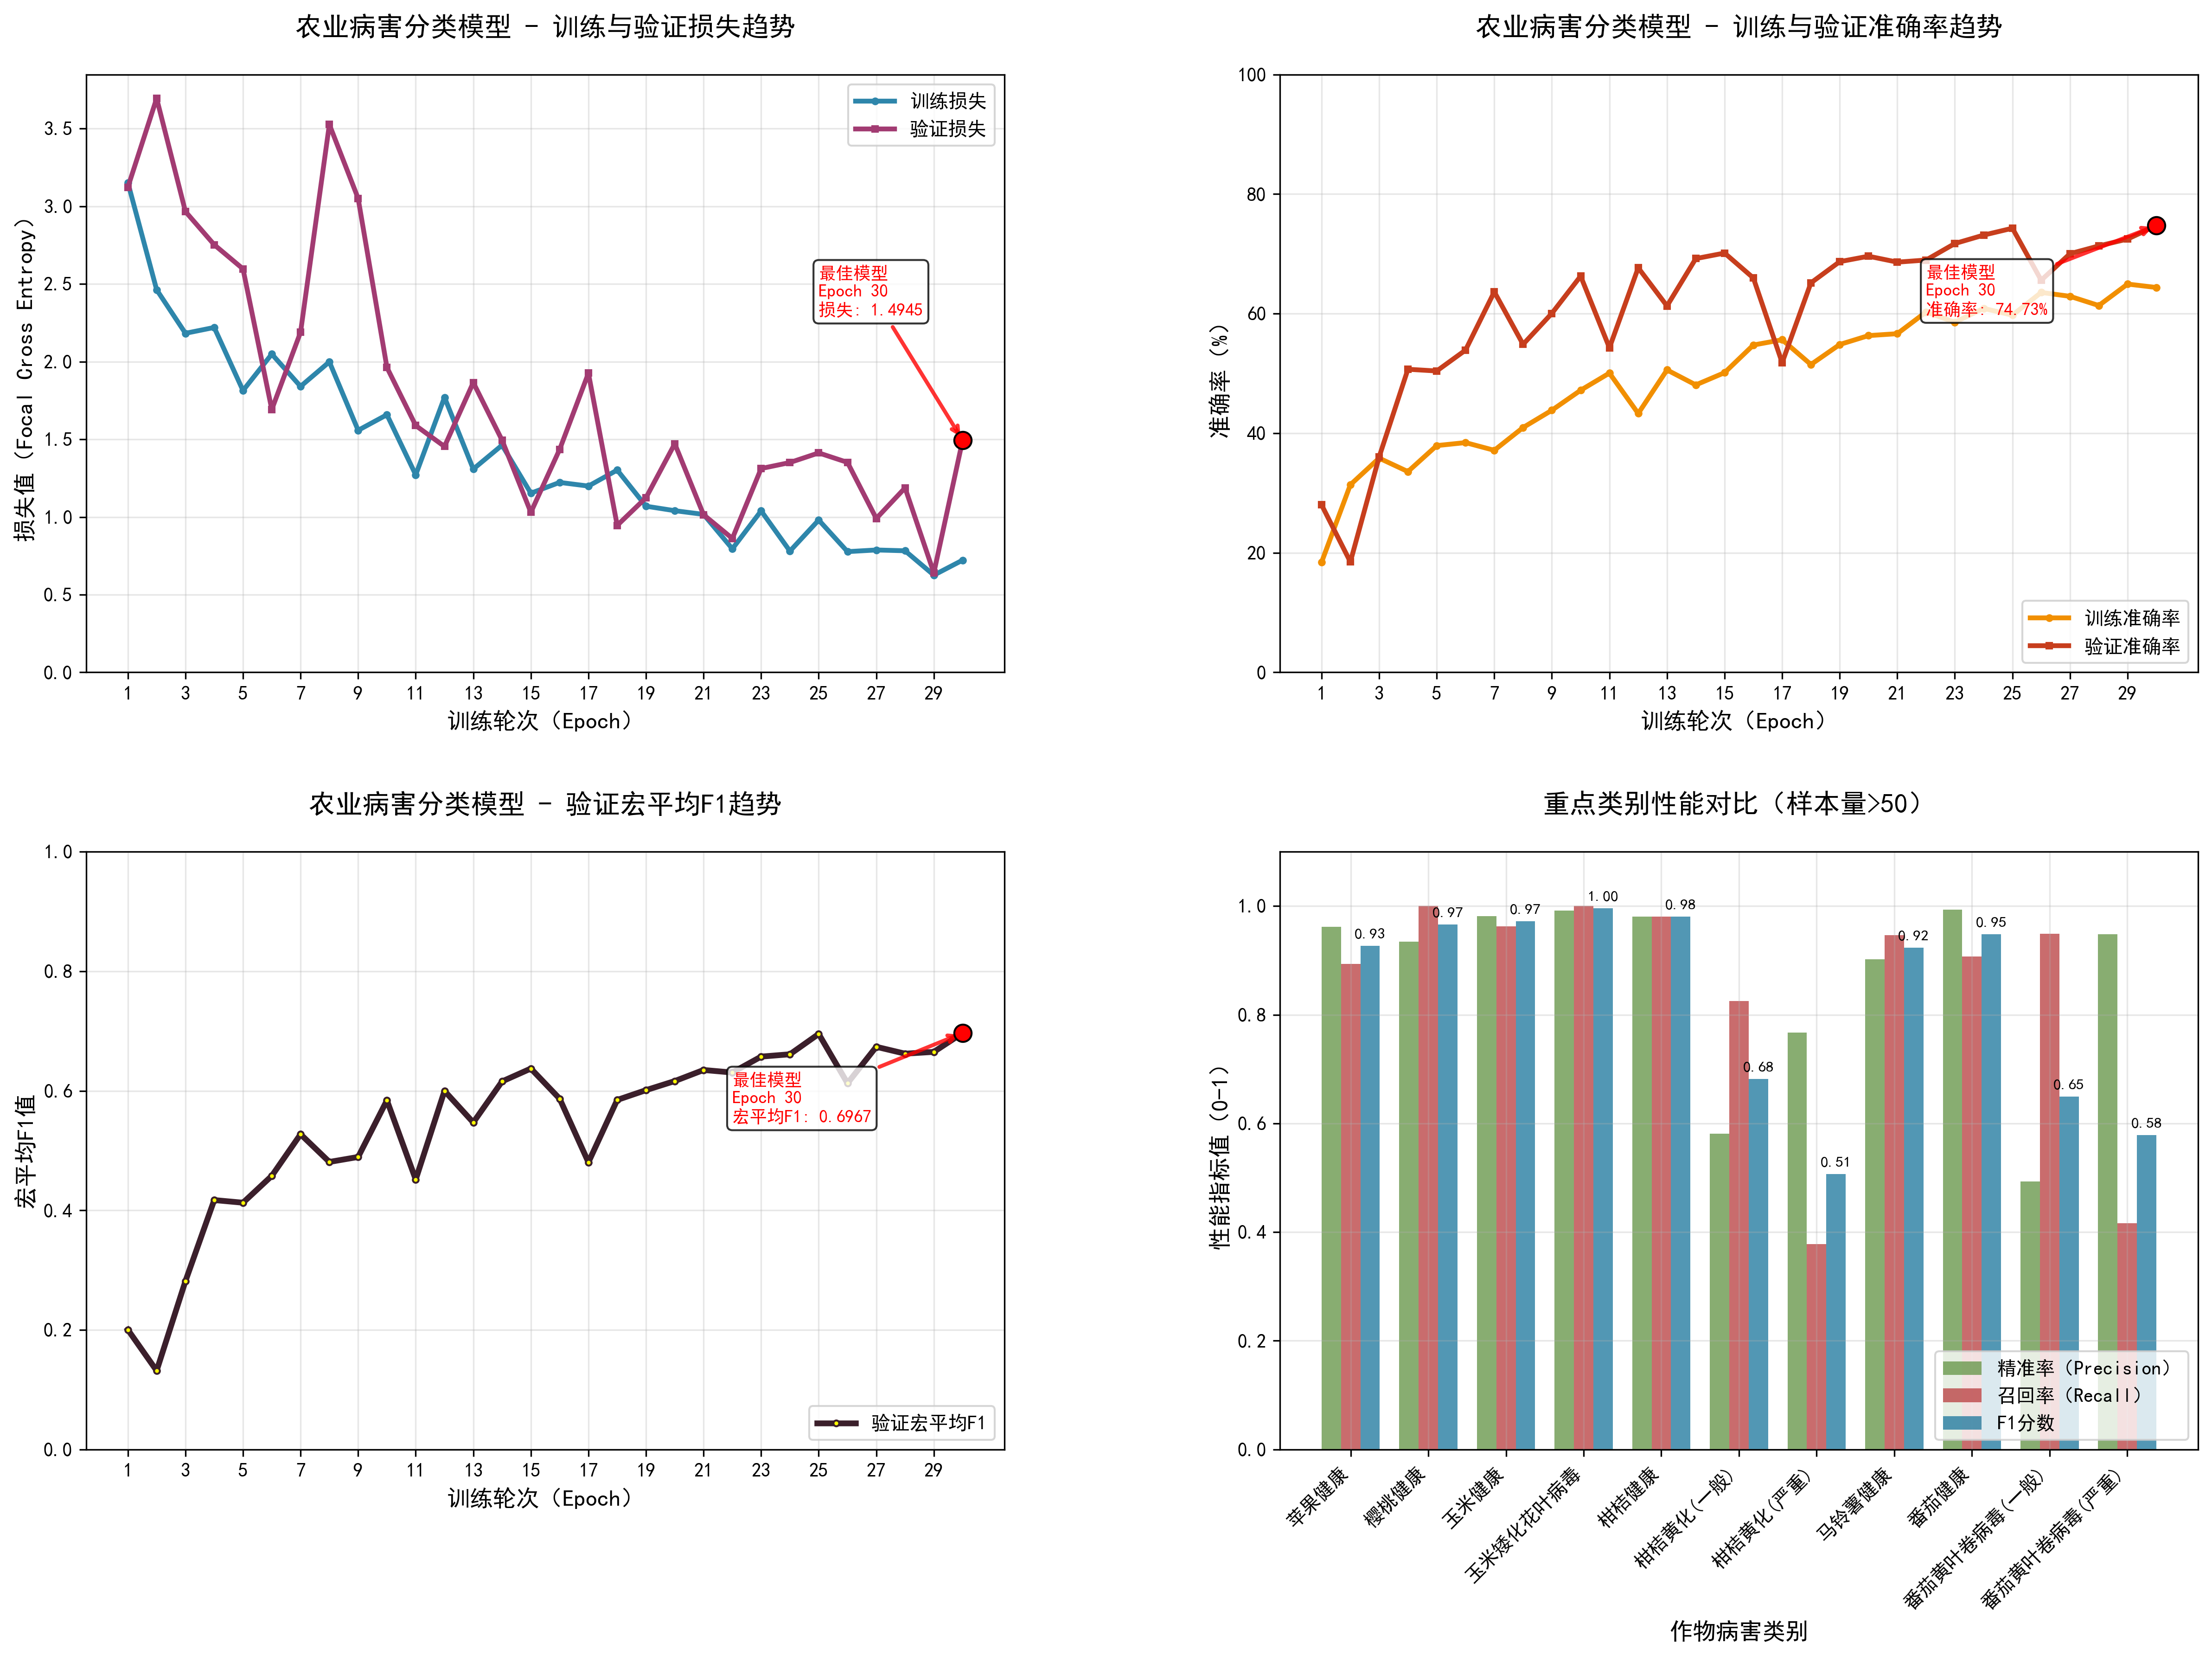 农业病害分类模型 - 训练与验证损失趋势
损失值（Focal Cross Entropy）
3.5
3.0
2.5
2.0
1.5
1.0
0.5
0.0
训练损失
验证损失
最佳模型
Epoch 30
损失: 1.4945
1 3 5 7 9 11 13 15 17 19 21 23 25 27 29
训练轮次（Epoch）
农业病害分类模型 - 训练与验证准确率趋势
准确率（%）
100
80
60
40
20
0
最佳模型
Epoch 30
准确率: 74.73%
训练准确率
验证准确率
1 3 5 7 9 11 13 15 17 19 21 23 25 27 29
训练轮次（Epoch）
农业病害分类模型 - 验证宏平均F1趋势
宏平均F1值
1.0
0.8
0.6
0.4
0.2
0.0
最佳模型
Epoch 30
宏平均F1: 0.6967
验证宏平均F1
1 3 5 7 9 11 13 15 17 19 21 23 25 27 29
训练轮次（Epoch）
重点类别性能对比（样本量>50）
性能指标值（0-1）
1.0
0.8
0.6
0.4
0.2
0.0
0.93 0.97 0.97 1.00 0.98 0.68 0.51 0.92 0.95 0.65 0.58
精准率（Precision）
召回率（Recall）
F1分数
苹果健康
樱桃健康
玉米健康
玉米矮化花叶病毒
柑桔健康
柑桔黄化(一般)
柑桔黄化(严重)
马铃薯健康
番茄健康
番茄黄叶卷病毒(一般)
番茄黄叶卷病毒(严重)
作物病害类别